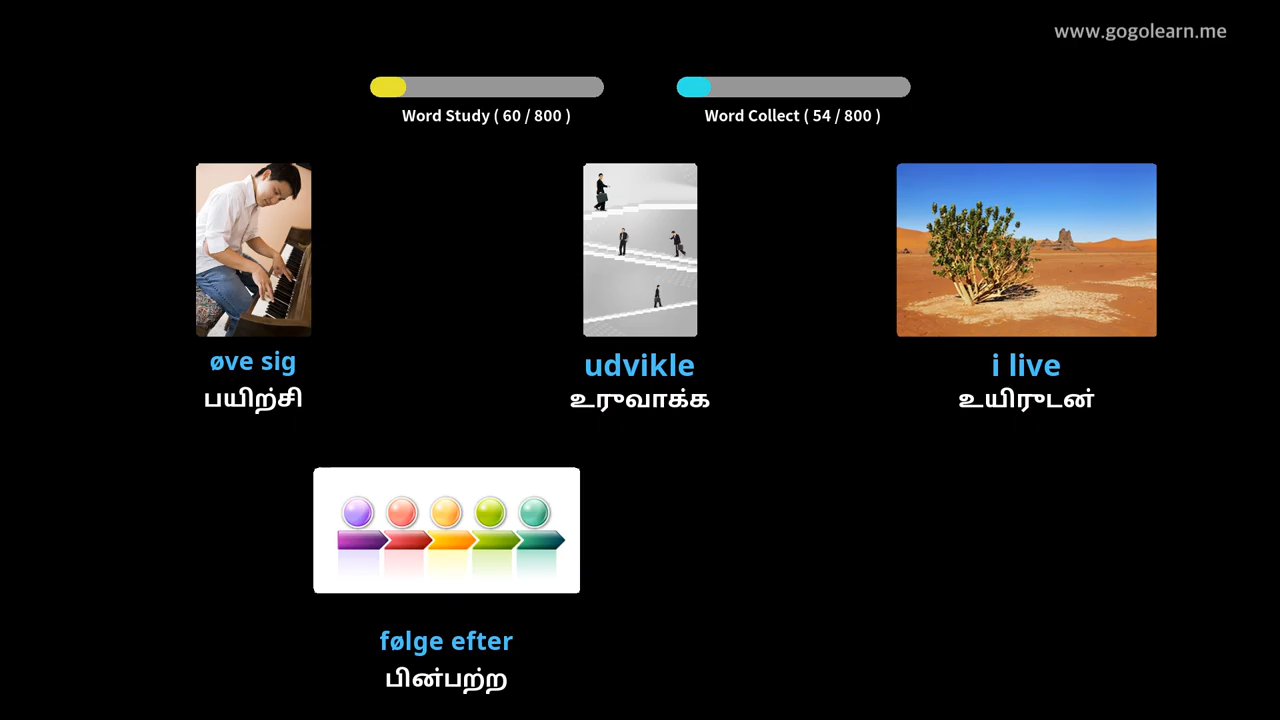 www.gogolearn.me
Word Study ( 60 / 800 )
Word Collect ( 54 / 800 )
øve sig
பயிற்சி
udvikle
உருவாக்க
i live
உயிருடன்
følge efter
பின்பற்ற